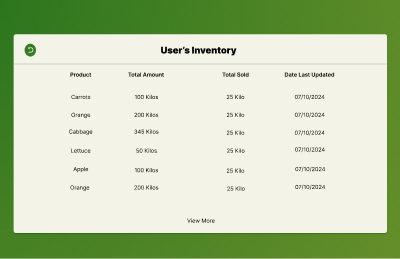 User's Inventory
Product Total Amount Total Sold Date Last Updated
Carrots 100 Kilos 25 Kilo 07/10/2024
Orange 200 Kilos 25 Kilo 07/10/2024
Cabbage 345 Kilos 25 Kilo 07/10/2024
Lettuce 50 Kilos 25 Kilo 07/10/2024
Apple 100 Kilos 25 Kilo 07/10/2024
Orange 200 Kilos 25 Kilo 07/10/2024
View More